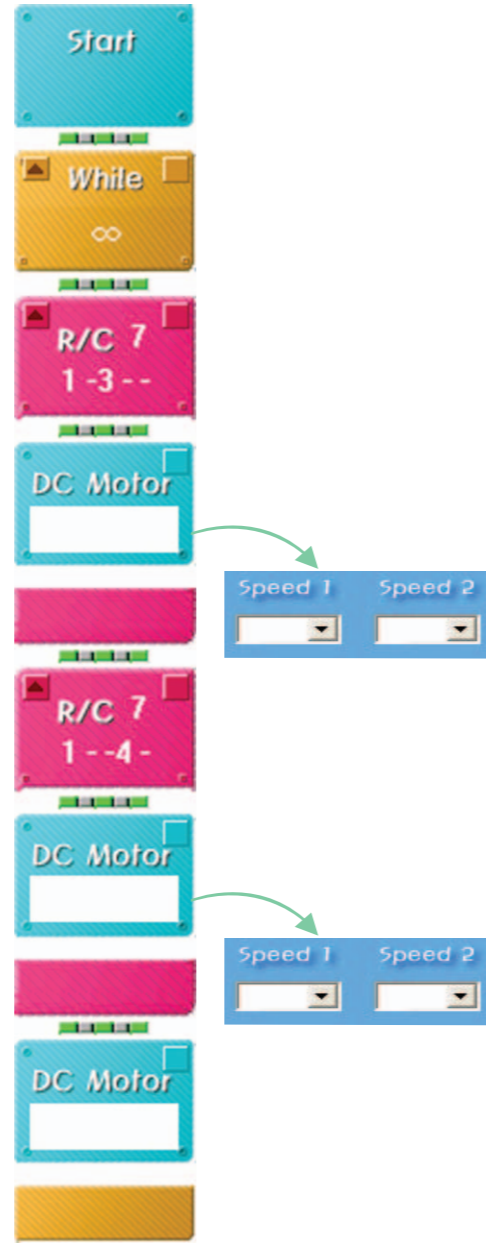 Start
While
∞
R/C 7
1 -3 - -
DC Motor
Speed 1 Speed 2
R/C 7
1 - -4 -
DC Motor
Speed 1 Speed 2
DC Motor